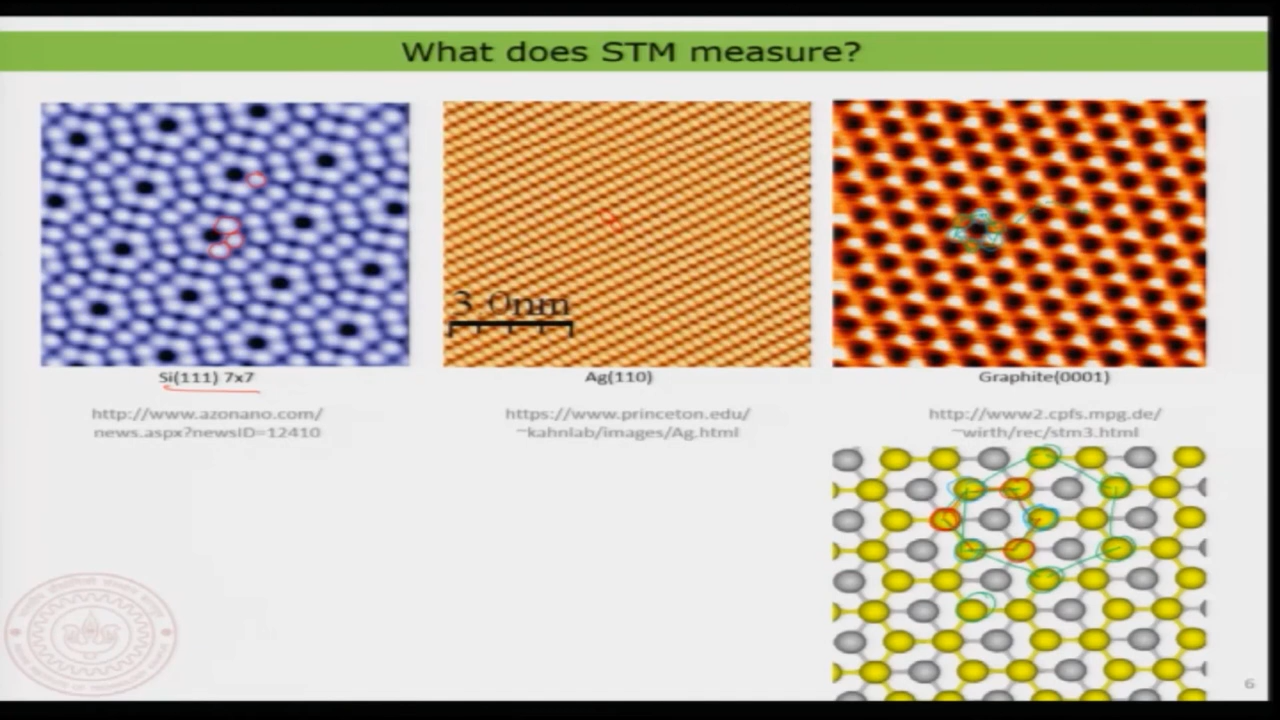 What does STM measure?
3.0nm
Si(111) 7x7
Ag(110)
Graphite(0001)
http://www.azonano.com/
news.aspx?newsID=12410
https://www.princeton.edu/
~kahnlab/images/Ag.html
http://www2.cpfs.mpg.de/
~wirth/rec/stm3.html
6